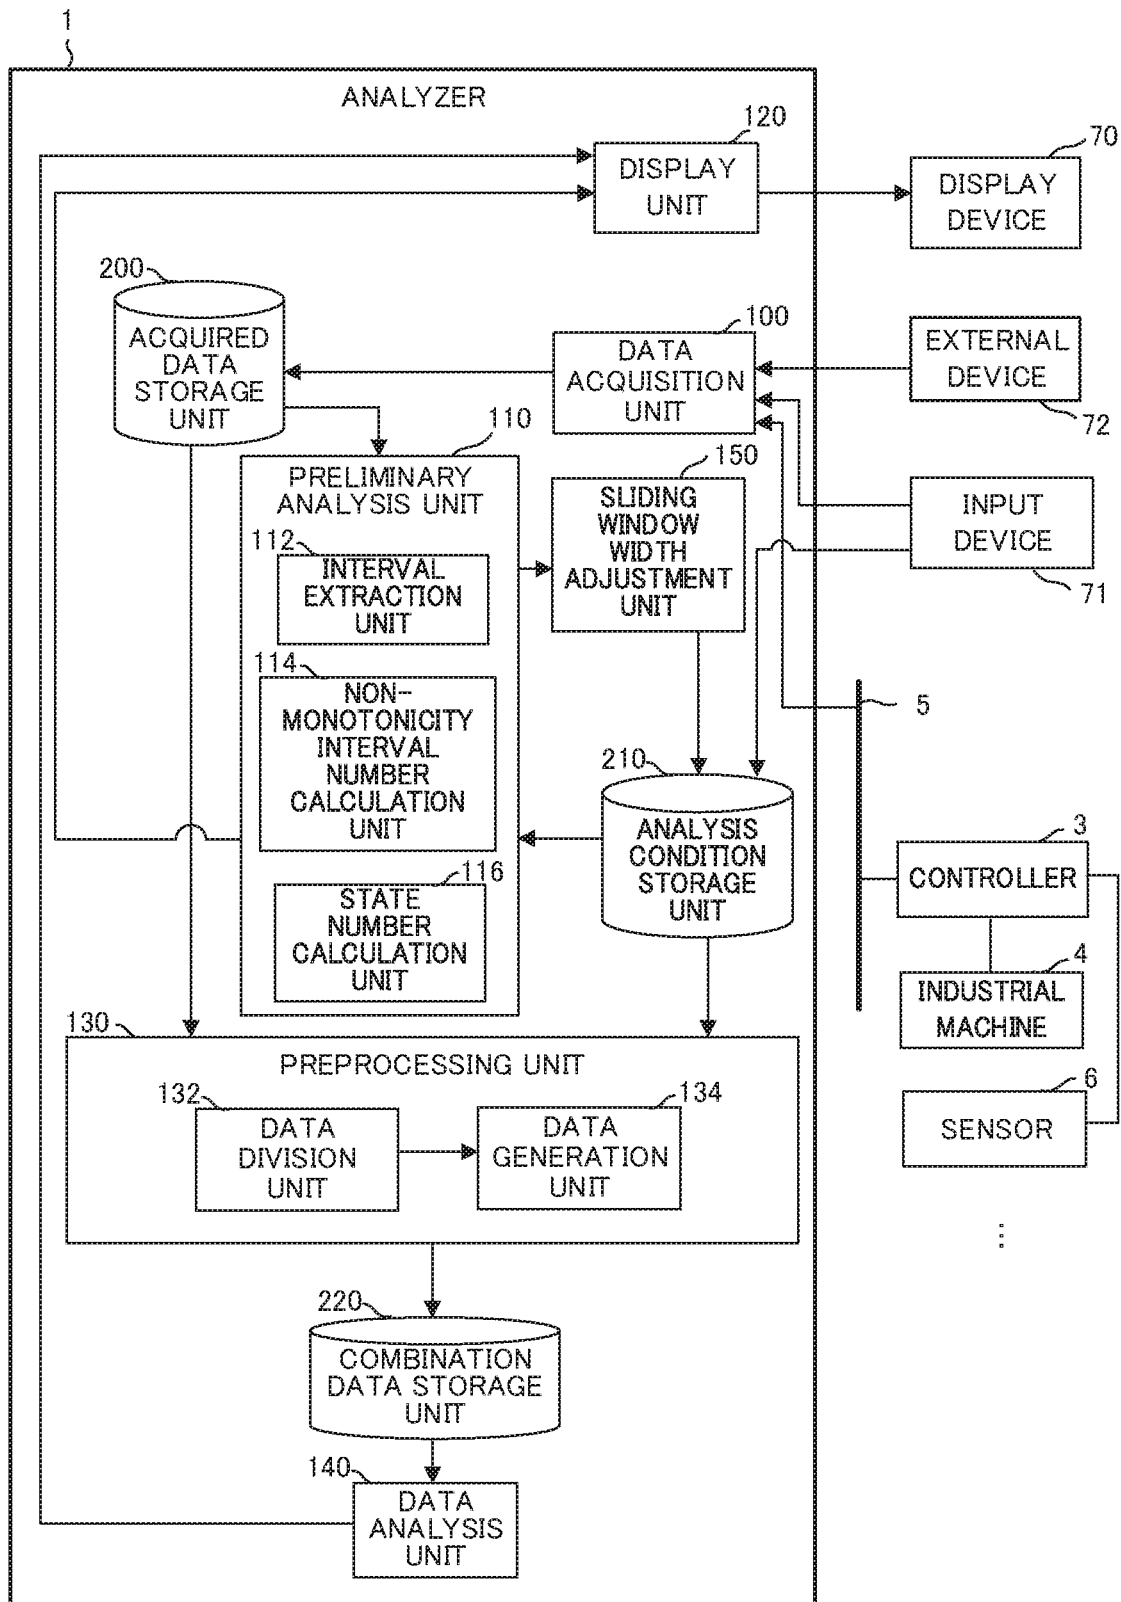 1
ANALYZER
120
DISPLAY
UNIT
70
DISPLAY
DEVICE
200
ACQUIRED
DATA
STORAGE
UNIT
100
DATA
ACQUISITION
UNIT
EXTERNAL
DEVICE
72
110
PRELIMINARY
ANALYSIS UNIT
112
INTERVAL
EXTRACTION
UNIT
114
NON-
MONOTONICITY
INTERVAL
NUMBER
CALCULATION
UNIT
116
STATE
NUMBER
CALCULATION
UNIT
150
SLIDING
WINDOW
WIDTH
ADJUSTMENT
UNIT
INPUT
DEVICE
71
5
210
ANALYSIS
CONDITION
STORAGE
UNIT
3
CONTROLLER
4
INDUSTRIAL
MACHINE
6
SENSOR
130
PREPROCESSING UNIT
132
DATA
DIVISION
UNIT
134
DATA
GENERATION
UNIT
220
COMBINATION
DATA STORAGE
UNIT
140
DATA
ANALYSIS
UNIT